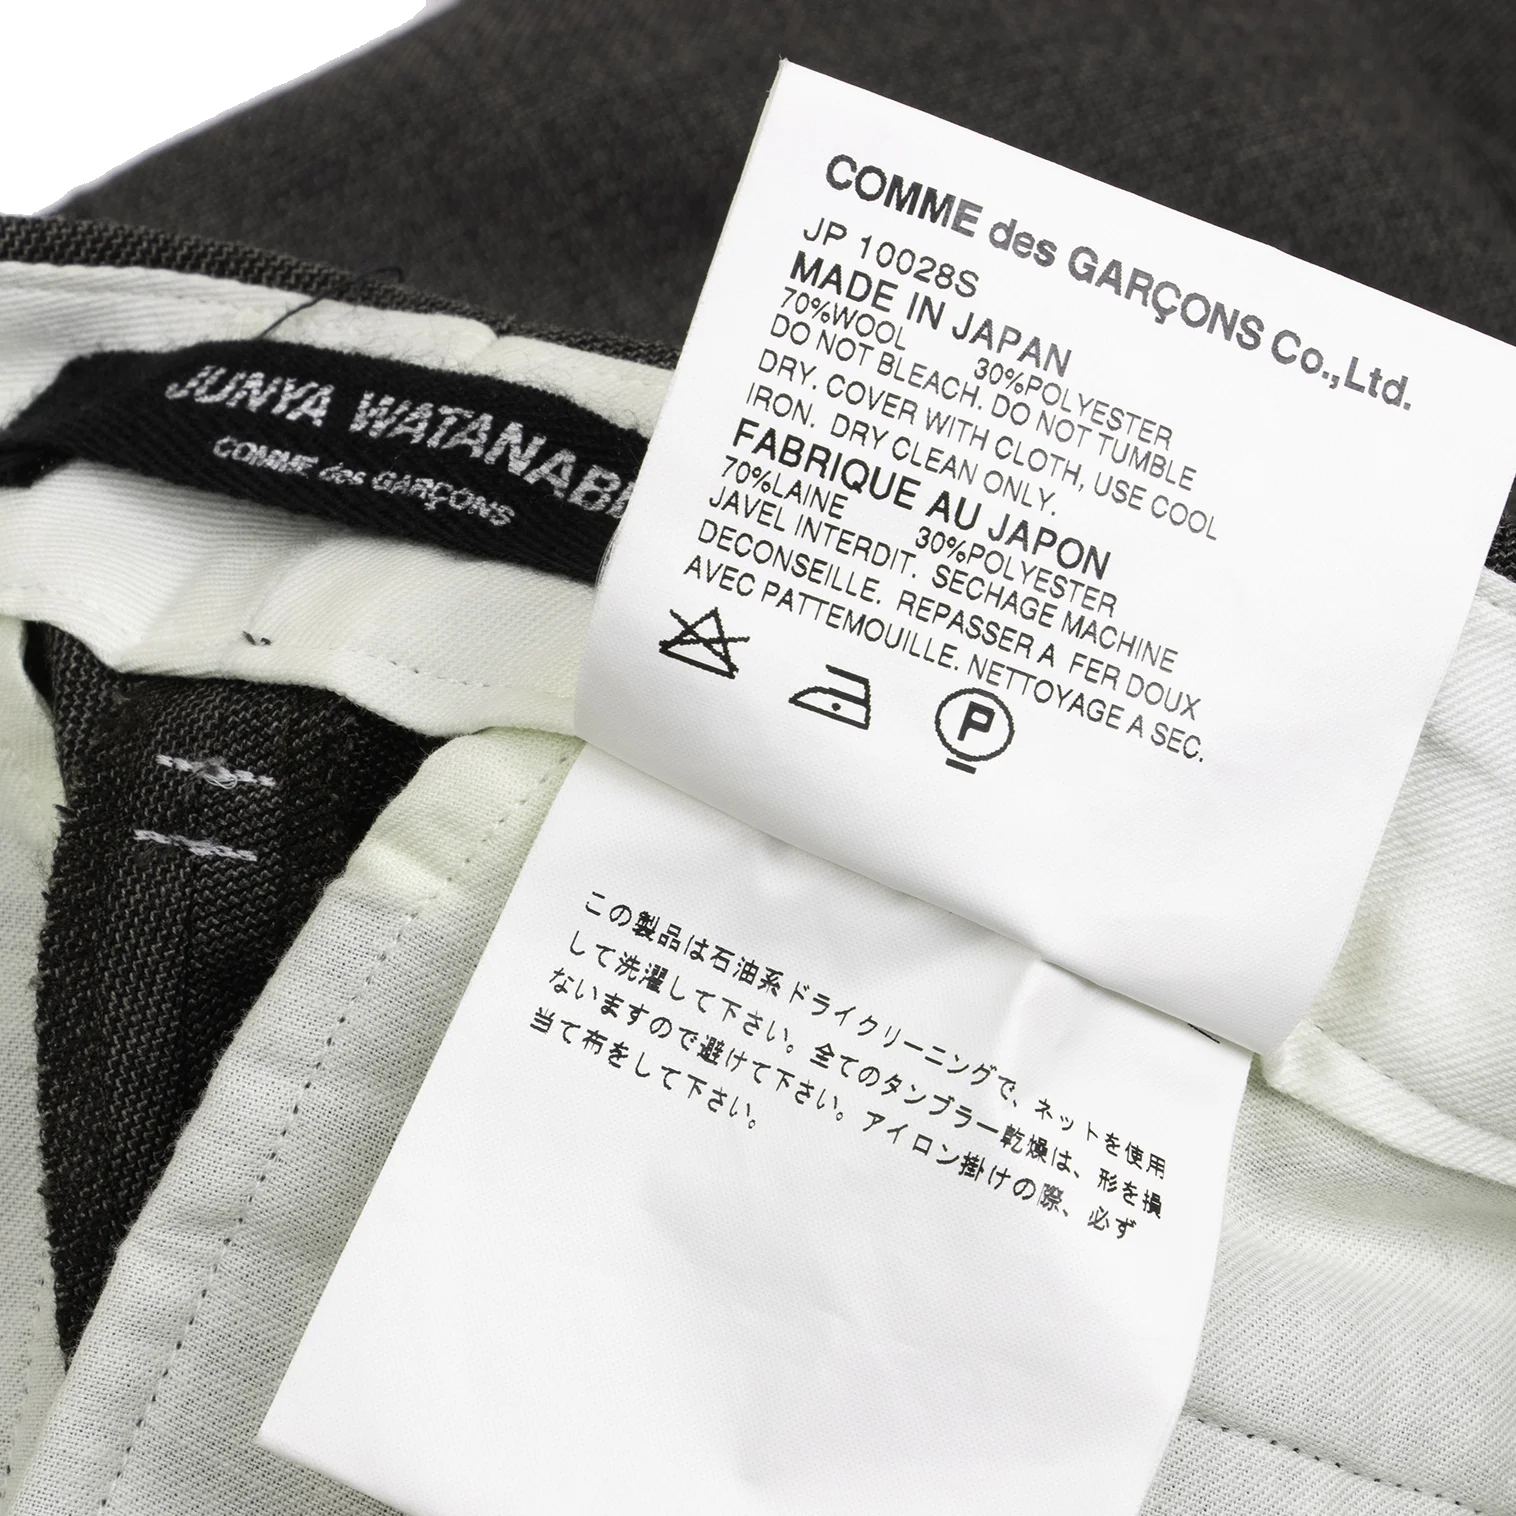 COMME des GARÇONS Co.,Ltd.
JP 10028S
MADE IN JAPAN
70%WOOL 30%POLYESTER
DO NOT BLEACH. DO NOT TUMBLE
DRY. COVER WITH CLOTH, USE COOL
IRON. DRY CLEAN ONLY.
FABRIQUE AU JAPON
70%LAINE 30%POLYESTER
JAVEL INTERDIT. SECHAGE MACHINE
DECONSEILLE. REPASSER A FER DOUX
AVEC PATTEMOUILLE. NETTOYAGE A SEC.
P
JUNYA WATANABE
COMME des GARÇONS
この製品は石油系ドライクリーニングで、ネットを使用
して洗濯して下さい。全てのタンブラー乾燥は、形を損
ないますので避けて下さい。アイロン掛けの際、必ず
当て布をして下さい。